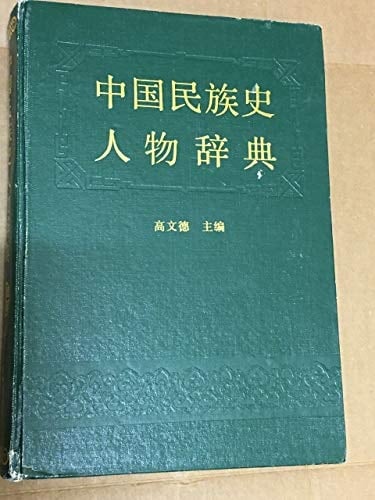 中国民族史
人物辞典
高文德 主编